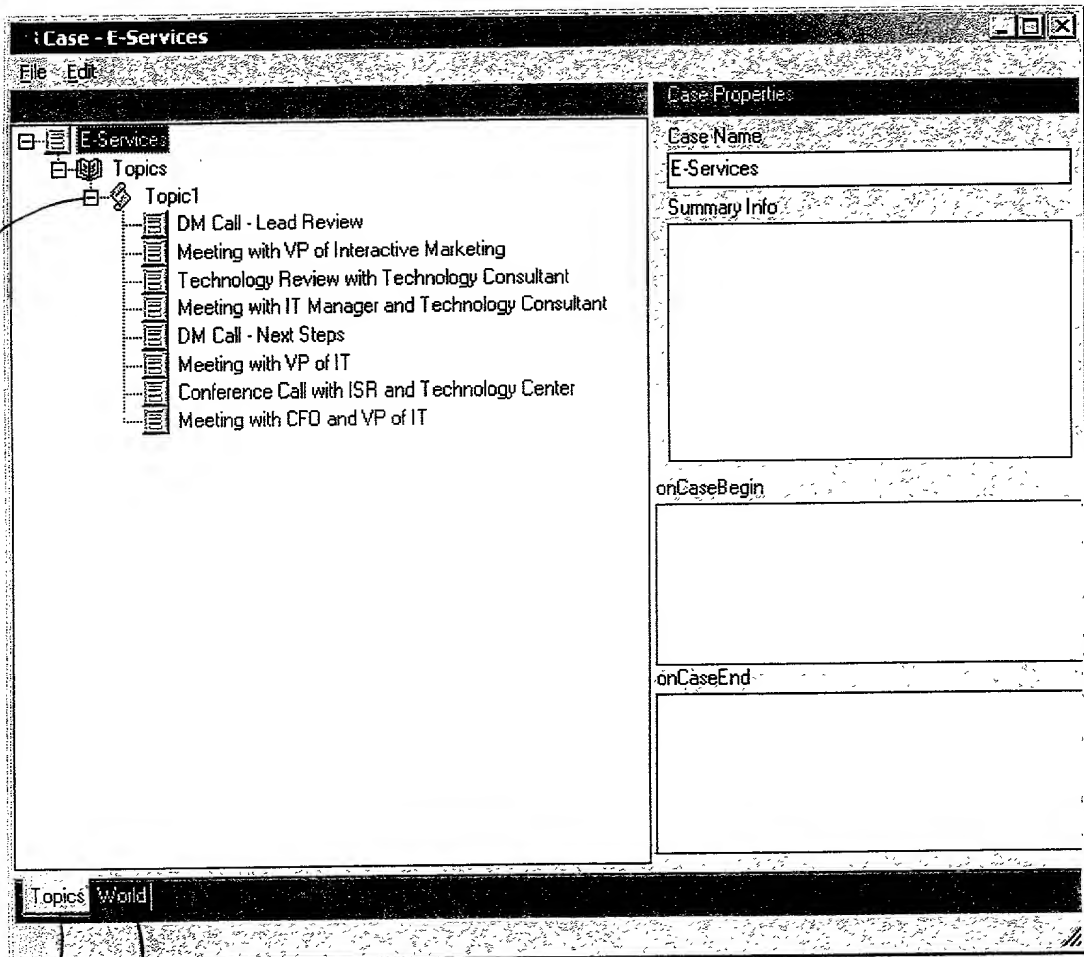 iCase - E-Services
File Edit
E-Services
Topics
Topic1
DM Call - Lead Review
Meeting with VP of Interactive Marketing
Technology Review with Technology Consultant
Meeting with IT Manager and Technology Consultant
DM Call - Next Steps
Meeting with VP of IT
Conference Call with ISR and Technology Center
Meeting with CFO and VP of IT
Case Properties
Case Name
E-Services
Summary Info
onCaseBegin
onCaseEnd
Topics World